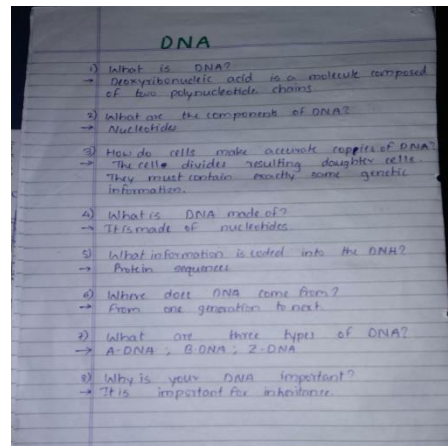 DNA
1) What is DNA?
→ Deoxyribonucleic acid is a molecule composed
of two polynucleotide chains
2) What are the components of DNA?
→ Nucleotides
3) How do cells make accurate coppies of DNA?
→ The cells divides resulting daughter cells.
They must contain exactly same genetic
information.
4) What is DNA made of?
→ It is made of nucleotides.
5) What information is coded into the DNA?
→ Protein sequences
6) Where does DNA come from?
→ From one generation to next.
7) What are three types of DNA?
→ A-DNA ; B-DNA ; Z-DNA
8) Why is your DNA important?
→ It is important for inheritance.